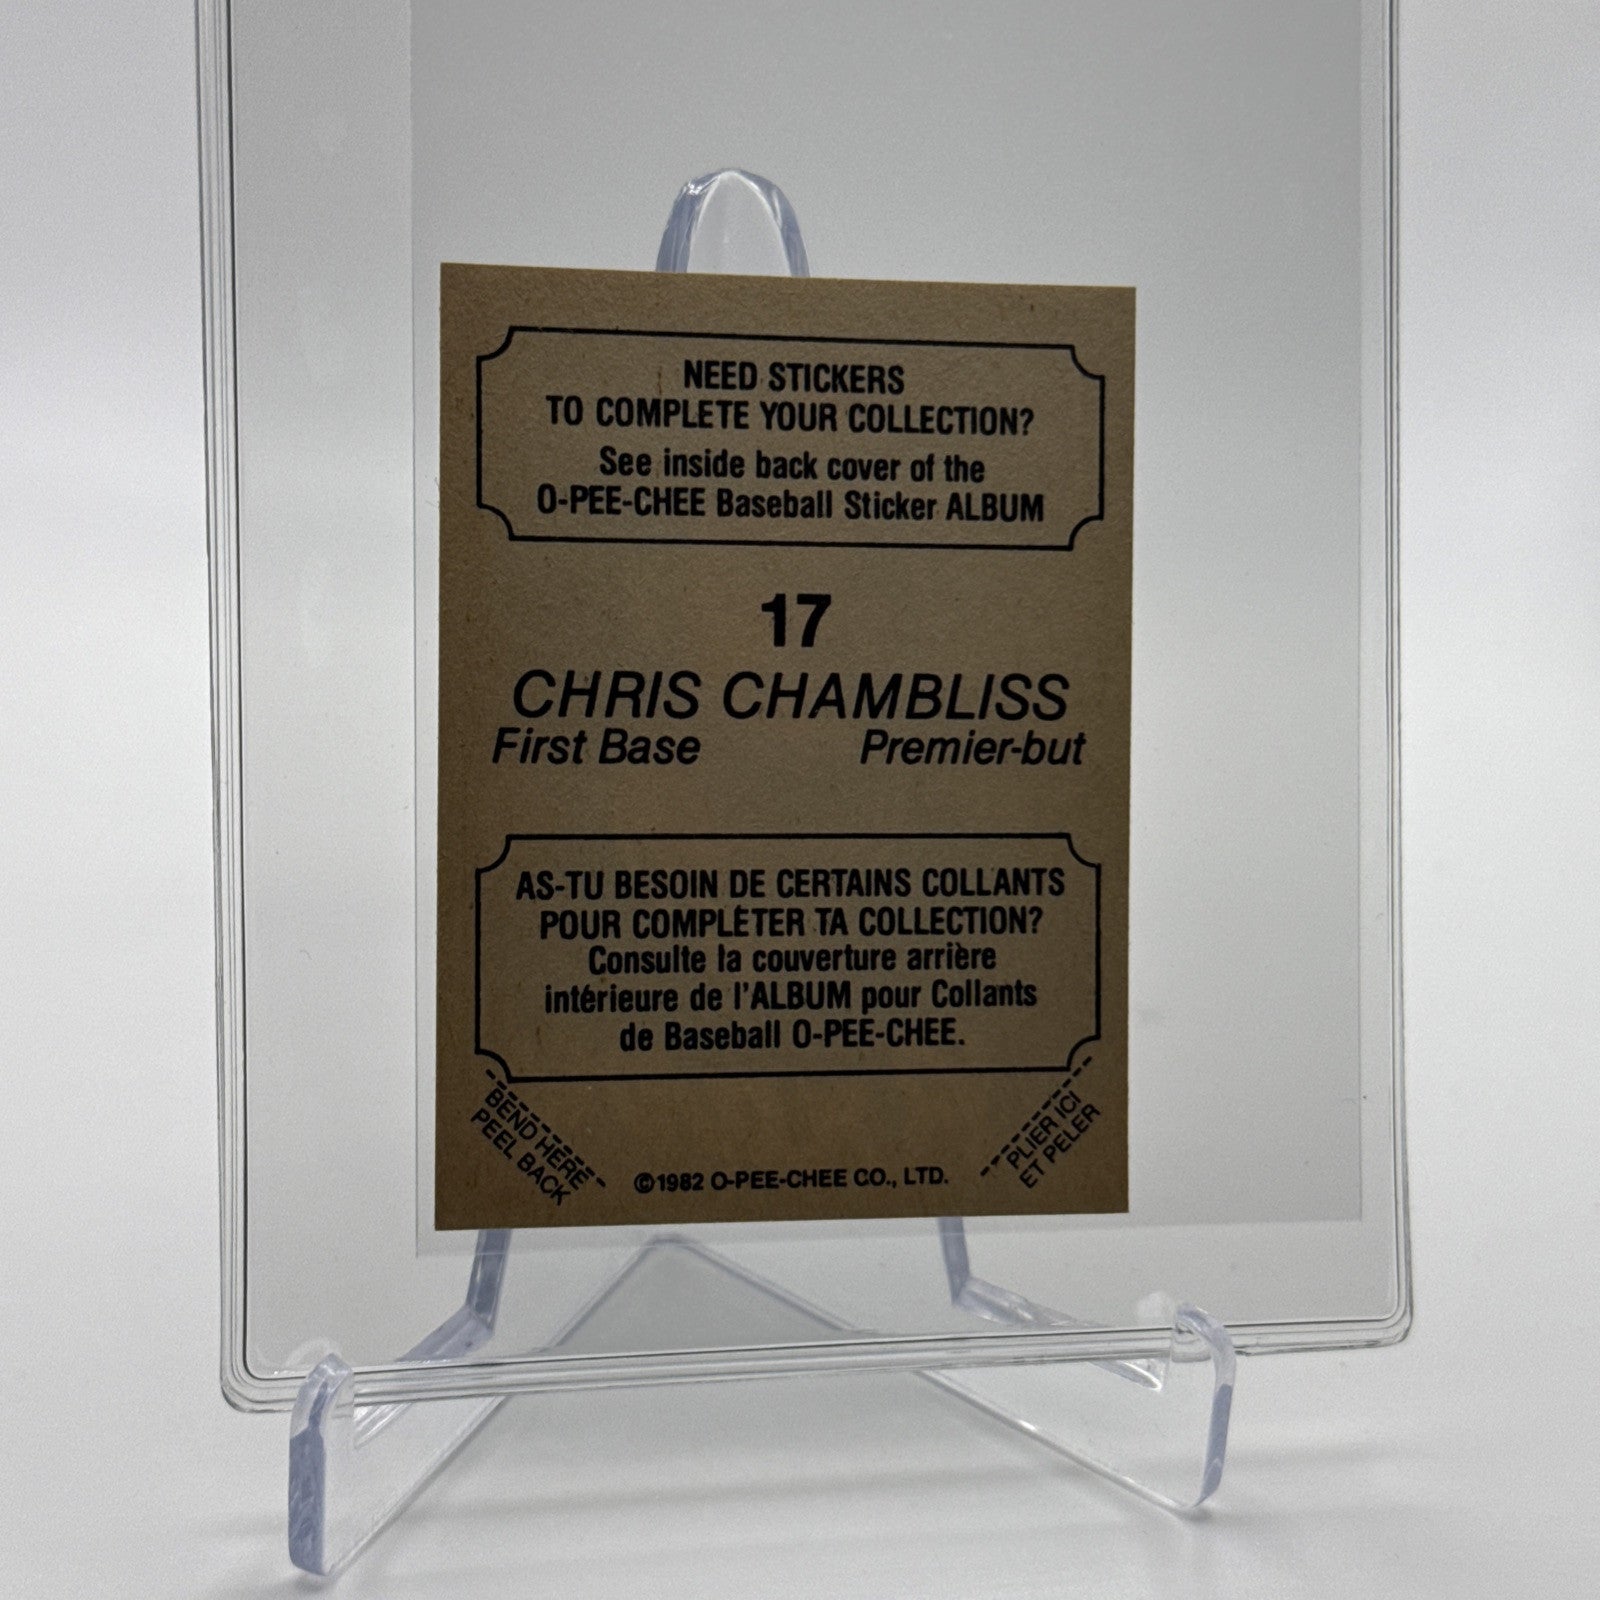 NEED STICKERS
TO COMPLETE YOUR COLLECTION?
See inside back cover of the
O-PEE-CHEE Baseball Sticker ALBUM
17
CHRIS CHAMBLISS
First Base Premier-but
AS-TU BESOIN DE CERTAINS COLLANTS
POUR COMPLÉTER TA COLLECTION?
Consulte la couverture arrière
intérieure de l'ALBUM pour Collants
de Baseball O-PEE-CHEE.
BEND HERE
PEEL BACK
©1982 O-PEE-CHEE CO., LTD.
PLIER ICI
ET PELER